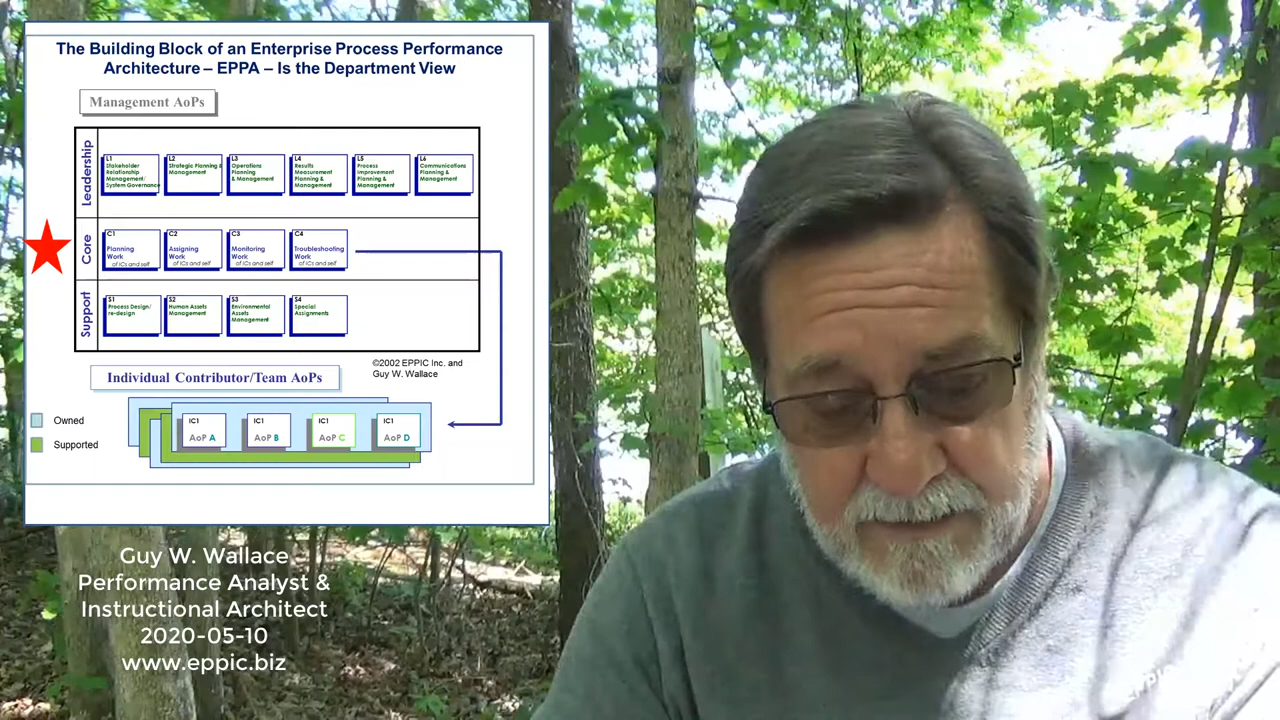 The Building Block of an Enterprise Process Performance
Architecture – EPPA – Is the Department View
Management AoPs
Leadership
L1
Stakeholder
Relationship
Management/
System Governance
L2
Strategic Planning &
Management
L3
Operations
Planning
& Management
L4
Results
Measurement
Planning &
Management
L5
Process
Improvement
Planning &
Management
L6
Communications
Planning &
Management
Core
C1
Planning
Work
of ICs and self
C2
Assigning
Work
of ICs and self
C3
Monitoring
Work
of ICs and self
C4
Troubleshooting
Work
of ICs and self
Support
S1
Process Design/
re-design
S2
Human Assets
Management
S3
Environmental
Assets
Management
S4
Special
Assignments
©2002 EPPIC Inc. and
Guy W. Wallace
Individual Contributor/Team AoPs
Owned
Supported
IC1
AoP A
IC1
AoP B
IC1
AoP C
IC1
AoP D
Guy W. Wallace
Performance Analyst &
Instructional Architect
2020-05-10
www.eppic.biz